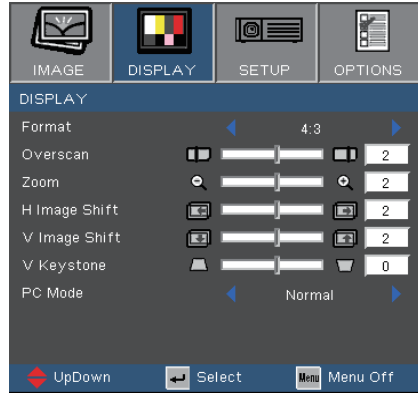 IMAGE DISPLAY SETUP OPTIONS
DISPLAY
Format 4:3
Overscan 2
Zoom 2
H Image Shift 2
V Image Shift 2
V Keystone 0
PC Mode Normal
UpDown Select Menu Menu Off